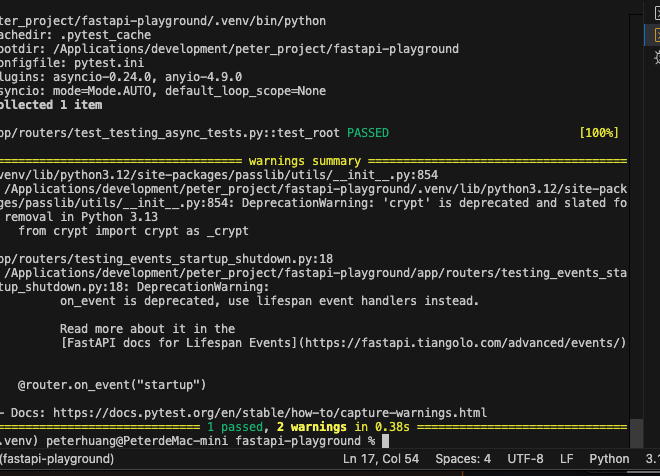 ter_project/fastapi-playground/.venv/bin/python
achedir: .pytest_cache
otdir: /Applications/development/peter_project/fastapi-playground
onfigfile: pytest.ini
lugins: asyncio-0.24.0, anyio-4.9.0
syncio: mode=Mode.AUTO, default_loop_scope=None
ollected 1 item
pp/routers/test_testing_async_tests.py::test_root PASSED [100%]
===================================== warnings summary =======================================
venv/lib/python3.12/site-packages/passlib/utils/__init__.py:854
/Applications/development/peter_project/fastapi-playground/.venv/lib/python3.12/site-pack
ges/passlib/utils/__init__.py:854: DeprecationWarning: 'crypt' is deprecated and slated fo
removal in Python 3.13
from crypt import crypt as _crypt
pp/routers/testing_events_startup_shutdown.py:18
/Applications/development/peter_project/fastapi-playground/app/routers/testing_events_sta
tup_shutdown.py:18: DeprecationWarning:
on_event is deprecated, use lifespan event handlers instead.
Read more about it in the
[FastAPI docs for Lifespan Events](https://fastapi.tiangolo.com/advanced/events/)
@router.on_event("startup")
- Docs: https://docs.pytest.org/en/stable/how-to/capture-warnings.html
=============================== 1 passed, 2 warnings in 0.38s ================================
.venv) peterhuang@PeterdeMac-mini fastapi-playground %
(fastapi-playground) Ln 17, Col 54 Spaces: 4 UTF-8 LF Python 3.1